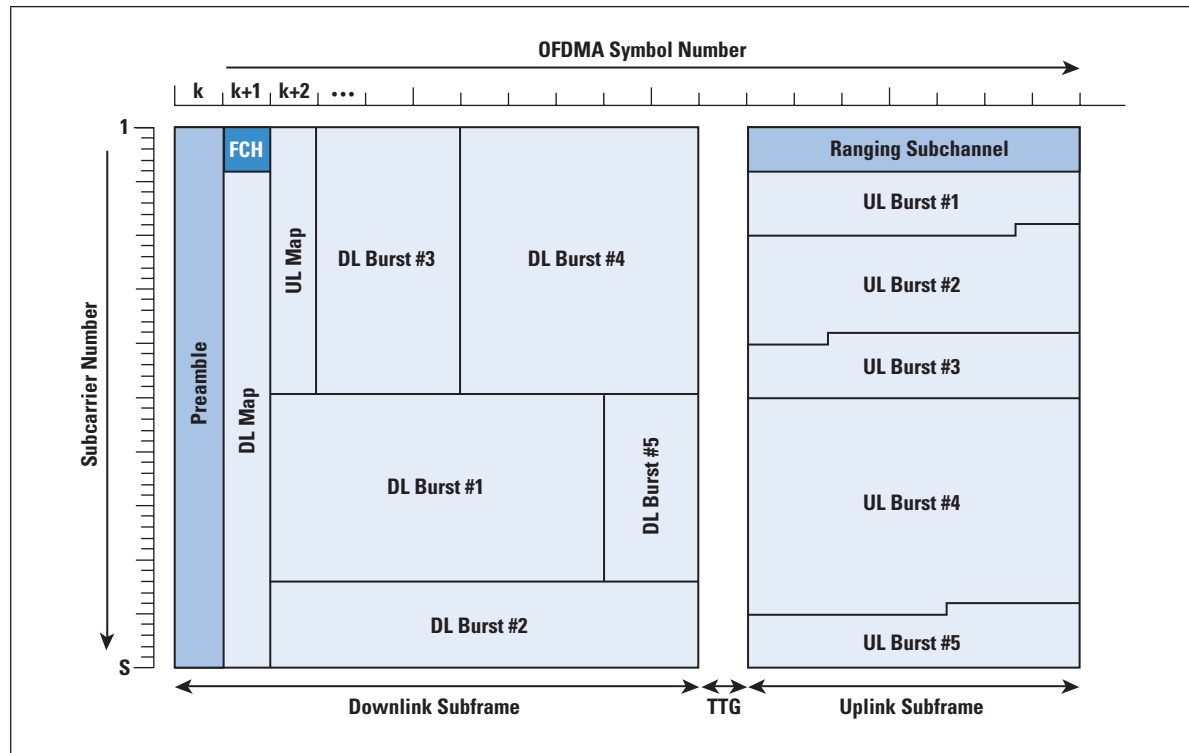 OFDMA Symbol Number
k k+1 k+2 •••
1
FCH
Ranging Subchannel
UL Burst #1
UL Map
DL Burst #3
DL Burst #4
UL Burst #2
Subcarrier Number
Preamble
DL Map
UL Burst #3
DL Burst #1
DL Burst #5
UL Burst #4
DL Burst #2
UL Burst #5
S
Downlink Subframe
TTG
Uplink Subframe